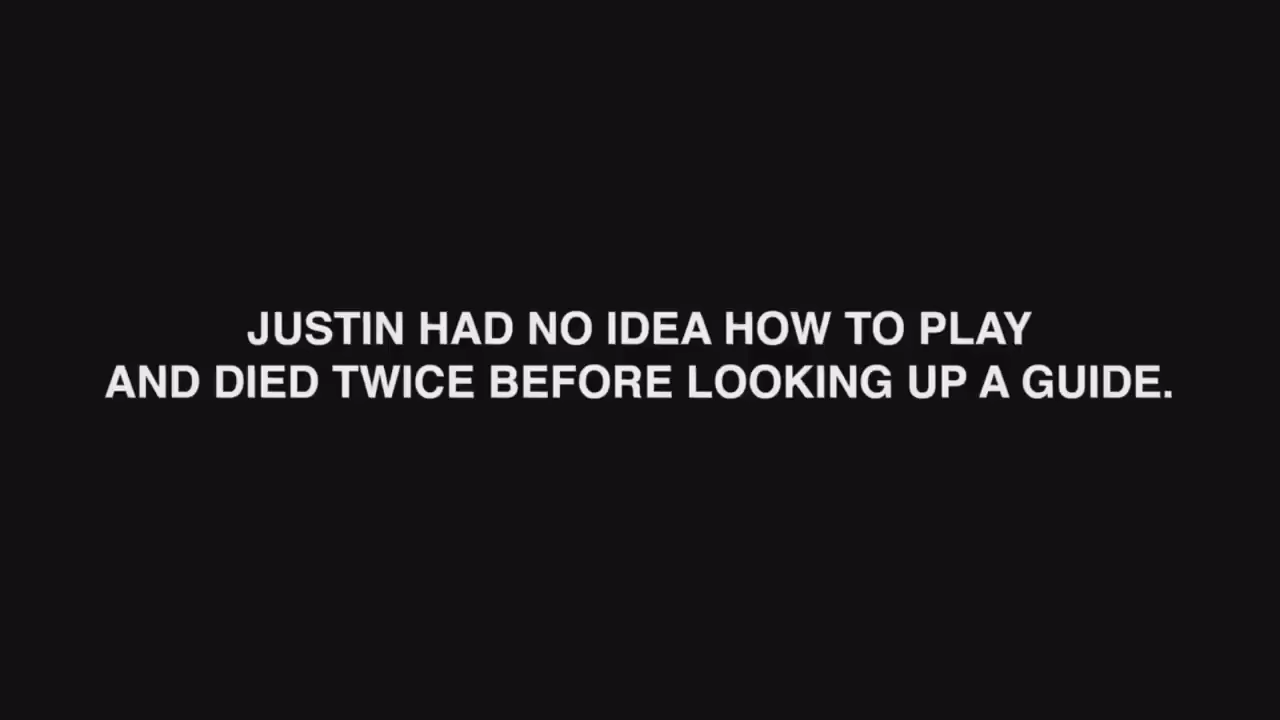 JUSTIN HAD NO IDEA HOW TO PLAY
AND DIED TWICE BEFORE LOOKING UP A GUIDE.